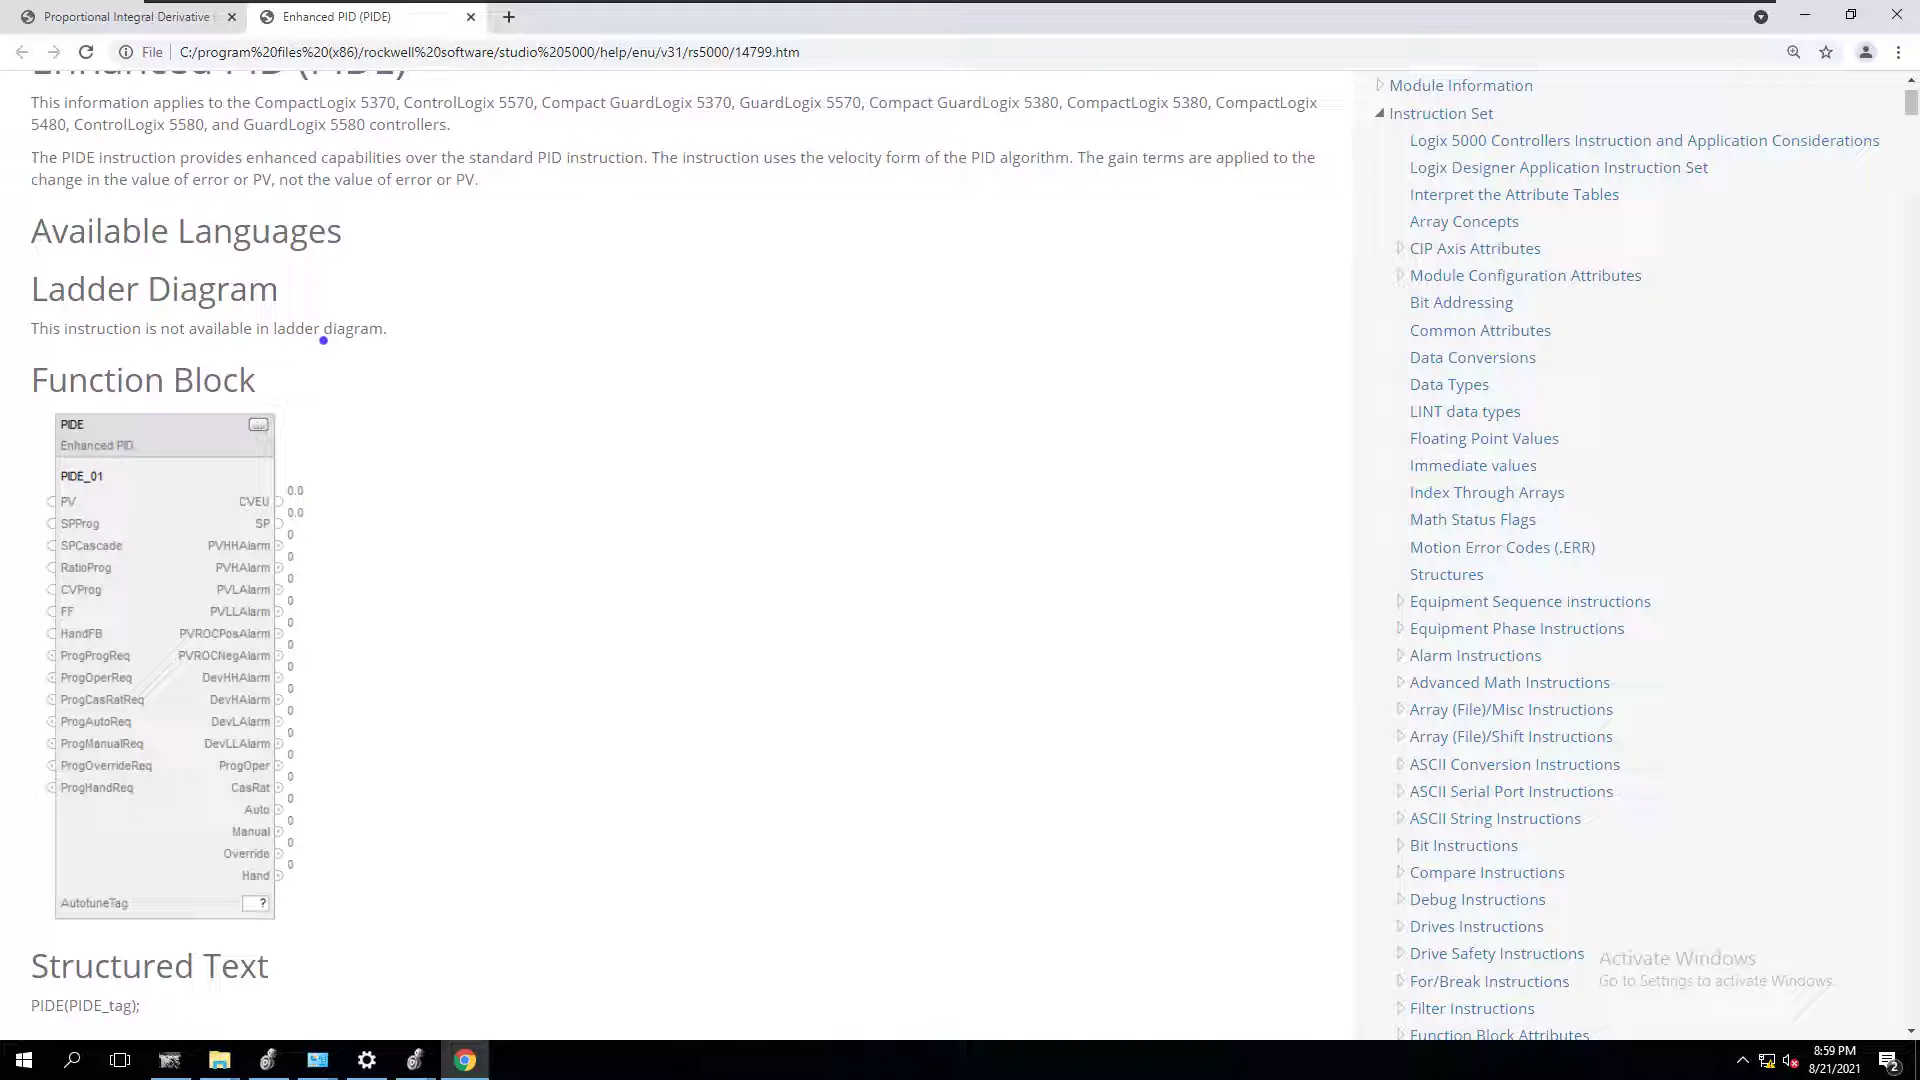 Proportional Integral Derivative
Enhanced PID (PIDE)
File
C:/program%20files%20(x86)/rockwell%20software/studio%205000/help/enu/v31/rs5000/14799.htm
Enhanced PID (PIDE)
This information applies to the CompactLogix 5370, ControlLogix 5570, Compact GuardLogix 5370, GuardLogix 5570, Compact GuardLogix 5380, CompactLogix 5380, CompactLogix
5480, ControlLogix 5580, and GuardLogix 5580 controllers.
The PIDE instruction provides enhanced capabilities over the standard PID instruction. The instruction uses the velocity form of the PID algorithm. The gain terms are applied to the
change in the value of error or PV, not the value of error or PV.
Available Languages
Ladder Diagram
This instruction is not available in ladder diagram.
Function Block
PIDE ...
Enhanced PID
PIDE_01
0.0
PV CVEU
0.0
SPProg SP
0
SPCascade PVHHAlarm
0
RatioProg PVHAlarm
0
CVProg PVLAlarm
0
FF PVLLAlarm
0
HandFB PVROCPosAlarm
0
ProgProgReq PVROCNegAlarm
0
ProgOperReq DevHHAlarm
0
ProgCasRatReq DevHAlarm
0
ProgAutoReq DevLAlarm
0
ProgManualReq DevLLAlarm
0
ProgOverrideReq ProgOper
0
ProgHandReq CasRat
0
Auto
0
Manual
0
Override
0
Hand
AutotuneTag ?
Structured Text
PIDE(PIDE_tag);
Module Information
Instruction Set
Logix 5000 Controllers Instruction and Application Considerations
Logix Designer Application Instruction Set
Interpret the Attribute Tables
Array Concepts
CIP Axis Attributes
Module Configuration Attributes
Bit Addressing
Common Attributes
Data Conversions
Data Types
LINT data types
Floating Point Values
Immediate values
Index Through Arrays
Math Status Flags
Motion Error Codes (.ERR)
Structures
Equipment Sequence instructions
Equipment Phase Instructions
Alarm Instructions
Advanced Math Instructions
Array (File)/Misc Instructions
Array (File)/Shift Instructions
ASCII Conversion Instructions
ASCII Serial Port Instructions
ASCII String Instructions
Bit Instructions
Compare Instructions
Debug Instructions
Drives Instructions
Drive Safety Instructions
For/Break Instructions
Filter Instructions
Function Block Attributes
Activate Windows
Go to Settings to activate Windows.
8:59 PM
8/21/2021
2